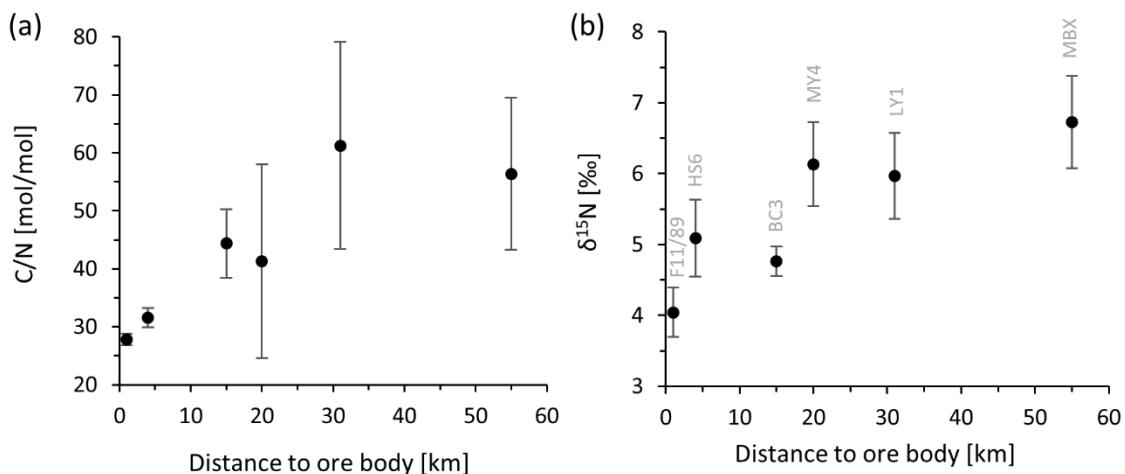 (a)
80
70
60
50
40
30
20
C/N [mol/mol]
0 10 20 30 40 50 60
Distance to ore body [km]
(b)
8
7
6
5
4
3
δ¹⁵N [‰]
F11/89
HS6
BC3
MY4
LY1
MBX
0 10 20 30 40 50 60
Distance to ore body [km]